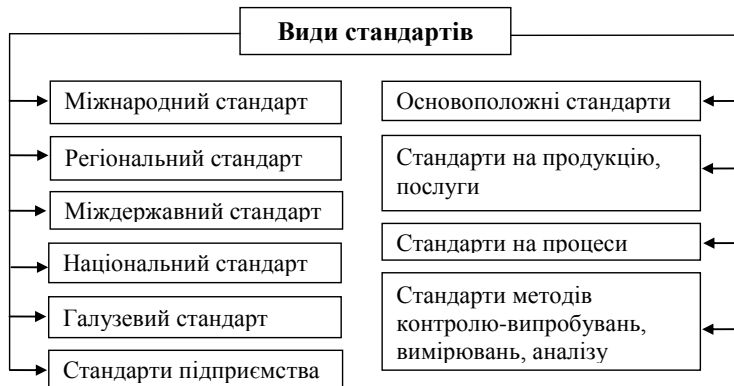 Види стандартів
Міжнародний стандарт
Регіональний стандарт
Міждержавний стандарт
Національний стандарт
Галузевий стандарт
Стандарти підприємства
Основоположні стандарти
Стандарти на продукцію,
послуги
Стандарти на процеси
Стандарти методів
контролю-випробувань,
вимірювань, аналізу